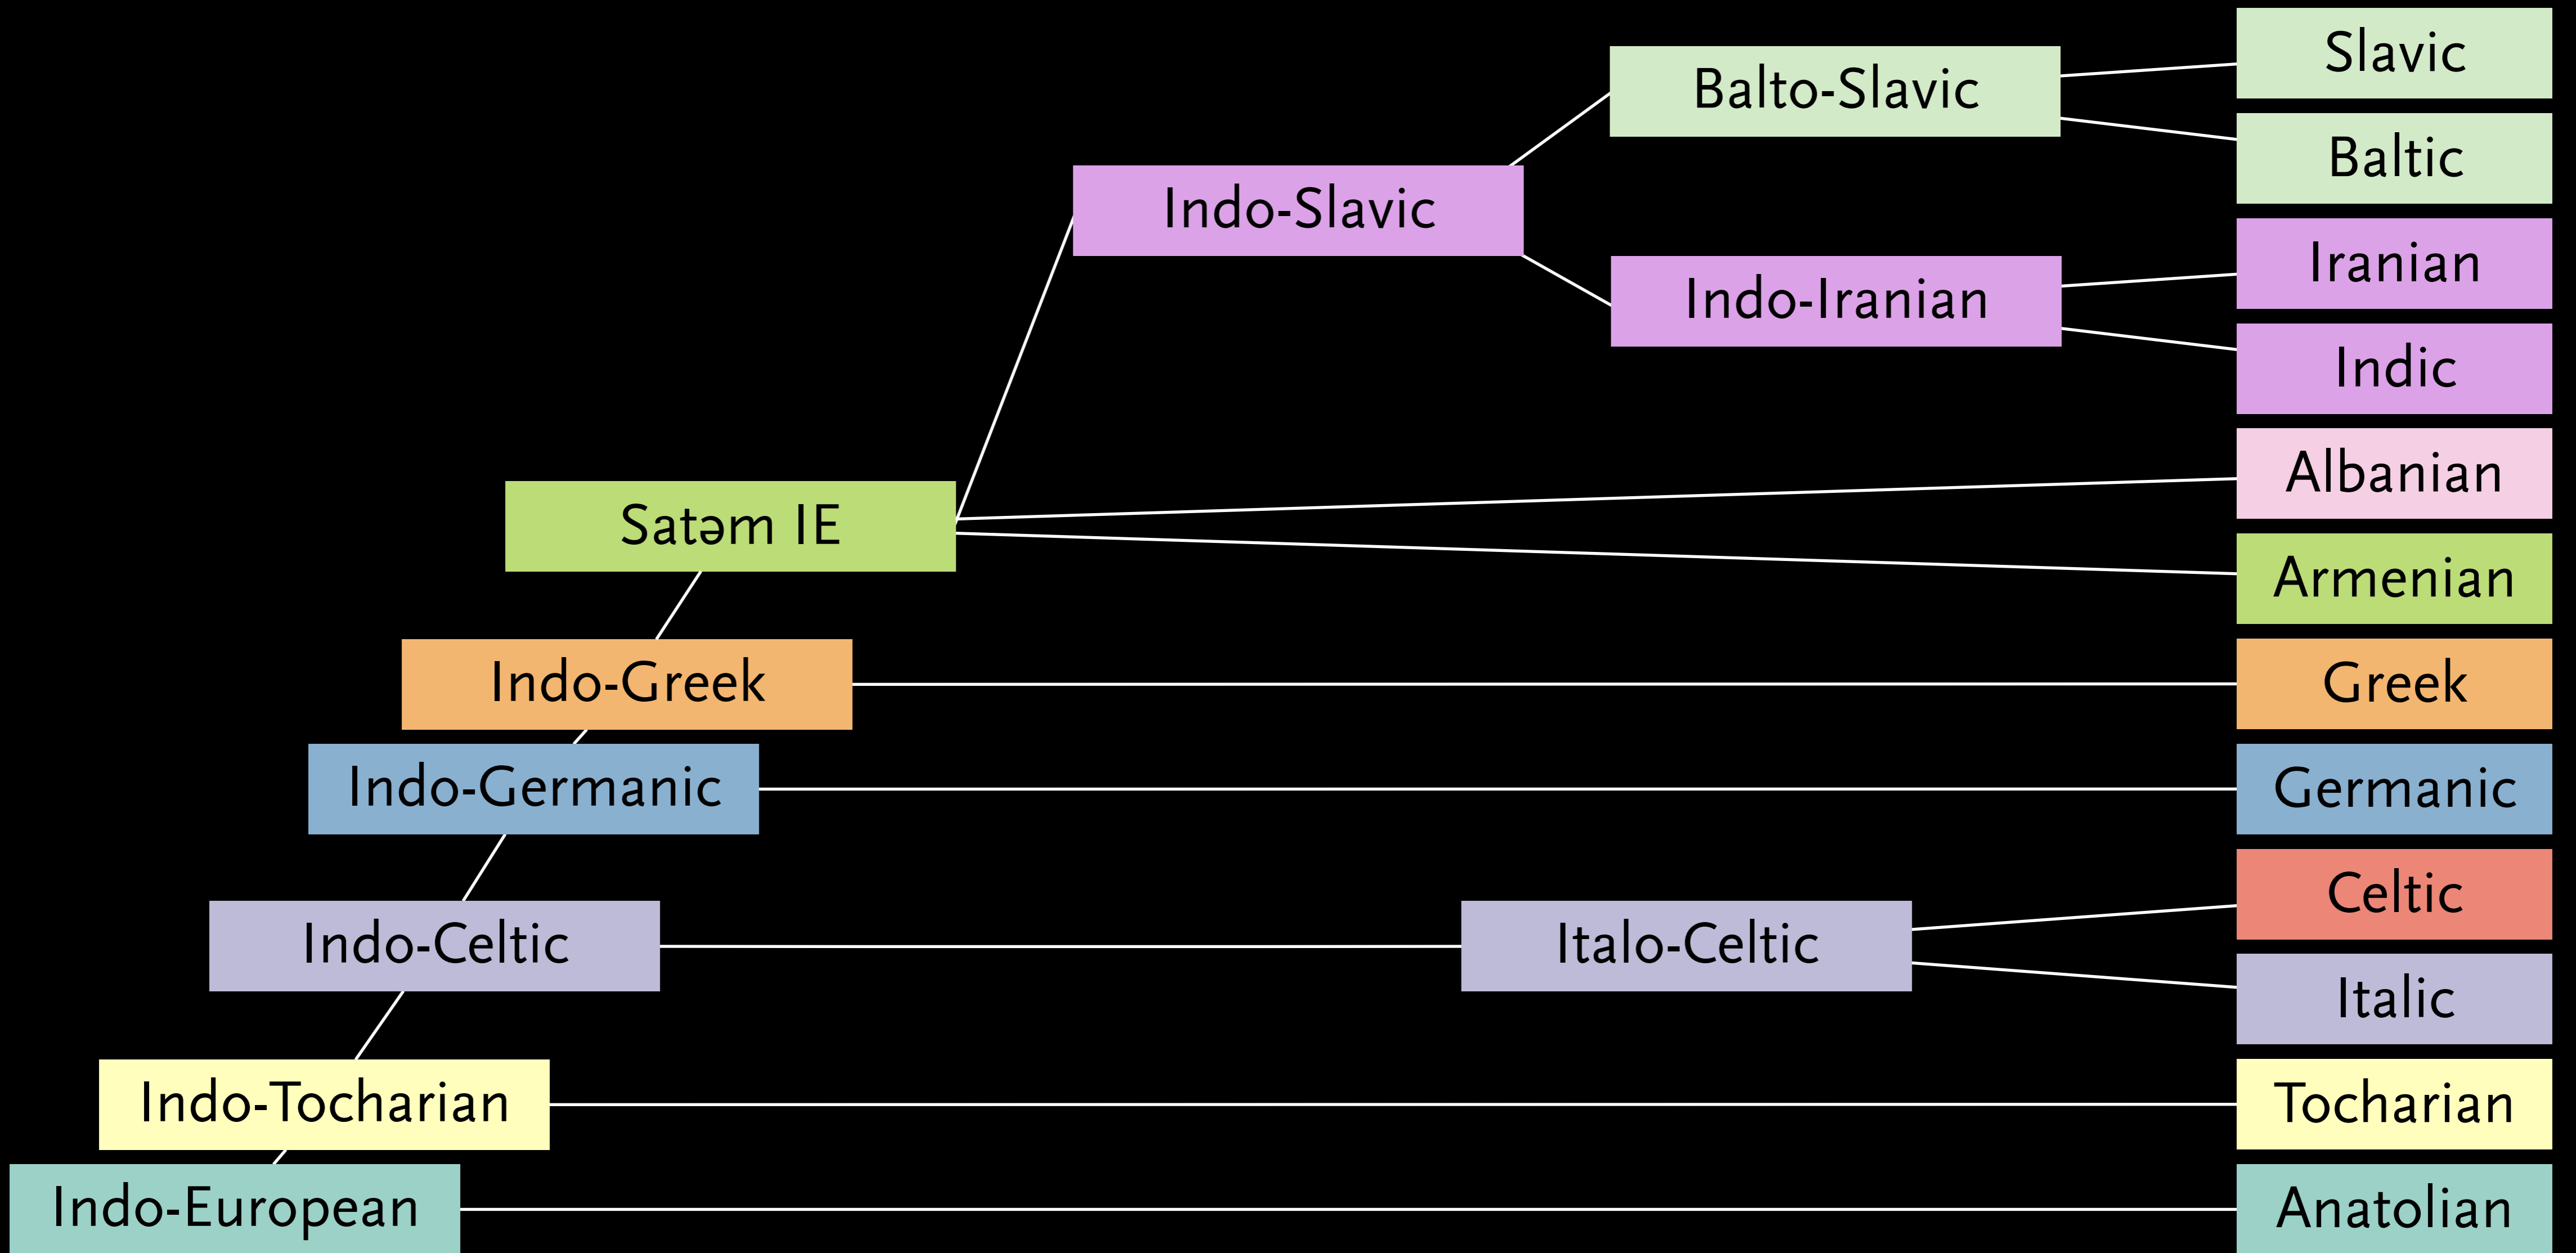 Slavic
Balto-Slavic
Baltic
Indo-Slavic
Iranian
Indo-Iranian
Indic
Albanian
Satəm IE
Armenian
Indo-Greek
Greek
Indo-Germanic
Germanic
Celtic
Indo-Celtic
Italo-Celtic
Italic
Indo-Tocharian
Tocharian
Indo-European
Anatolian